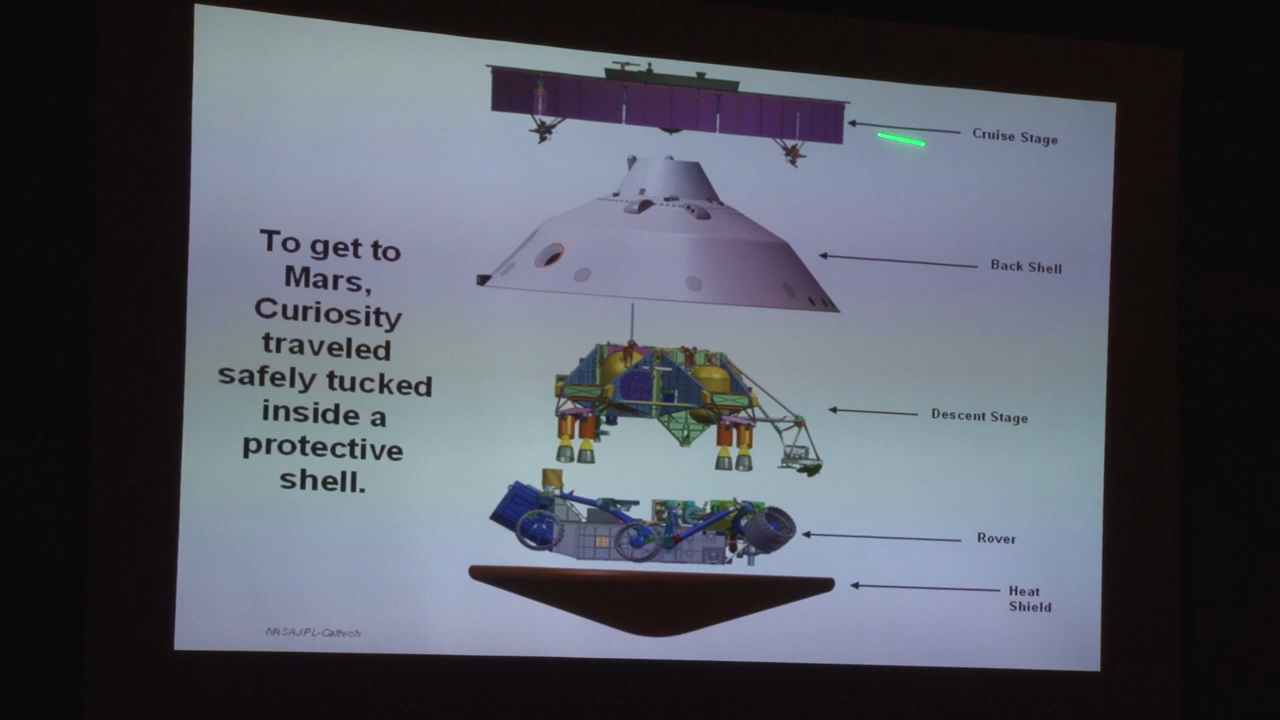 To get to
Mars,
Curiosity
traveled
safely tucked
inside a
protective
shell.
Cruise Stage
Back Shell
Descent Stage
Rover
Heat
Shield
NASA/JPL-Caltech